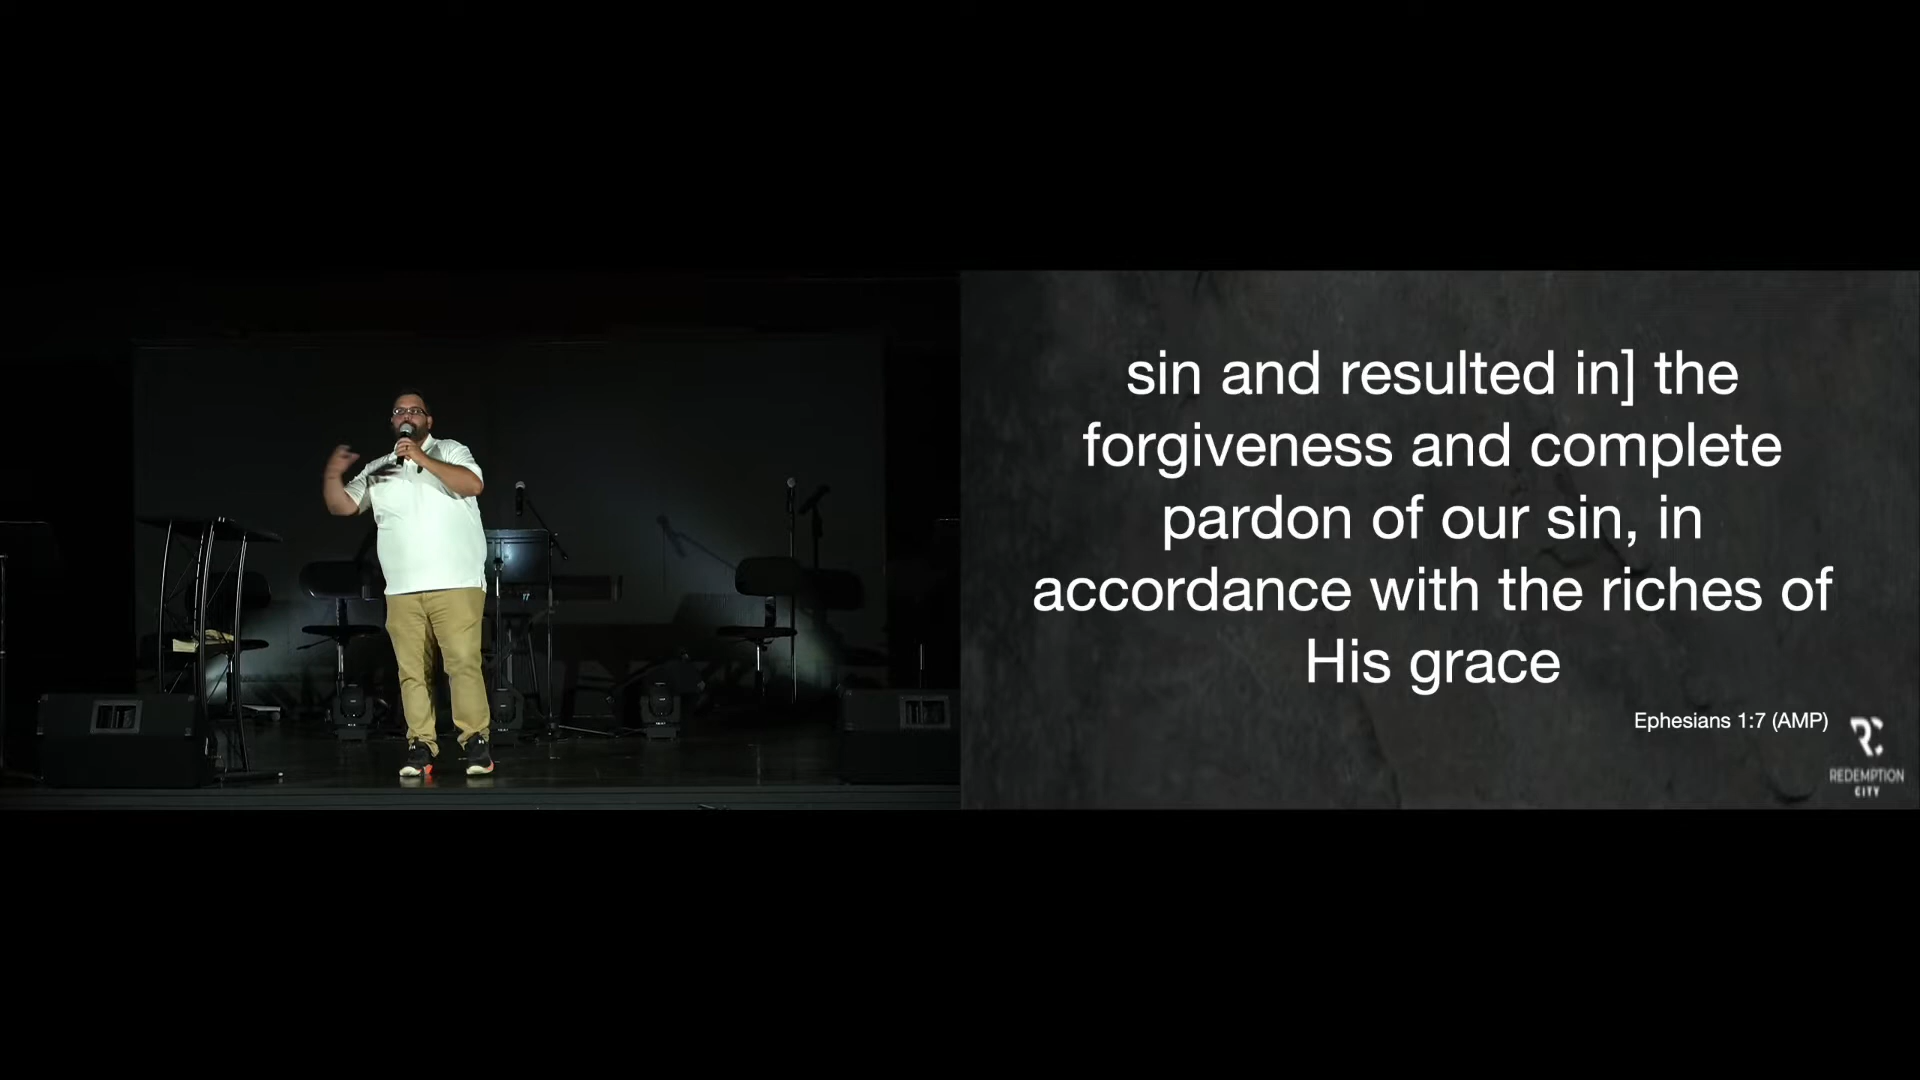 sin and resulted in] the
forgiveness and complete
pardon of our sin, in
accordance with the riches of
His grace
Ephesians 1:7 (AMP)
RC
REDEMPTION
CITY